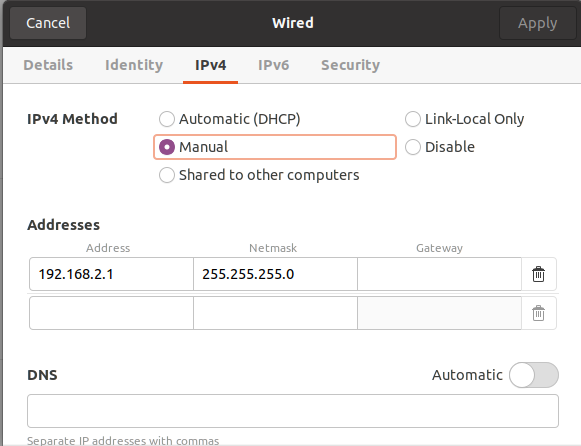 Cancel Wired Apply
Details Identity IPv4 IPv6 Security
IPv4 Method Automatic (DHCP) Link-Local Only
Manual Disable
Shared to other computers
Addresses
Address Netmask Gateway
192.168.2.1 255.255.255.0
DNS Automatic
Separate IP addresses with commas